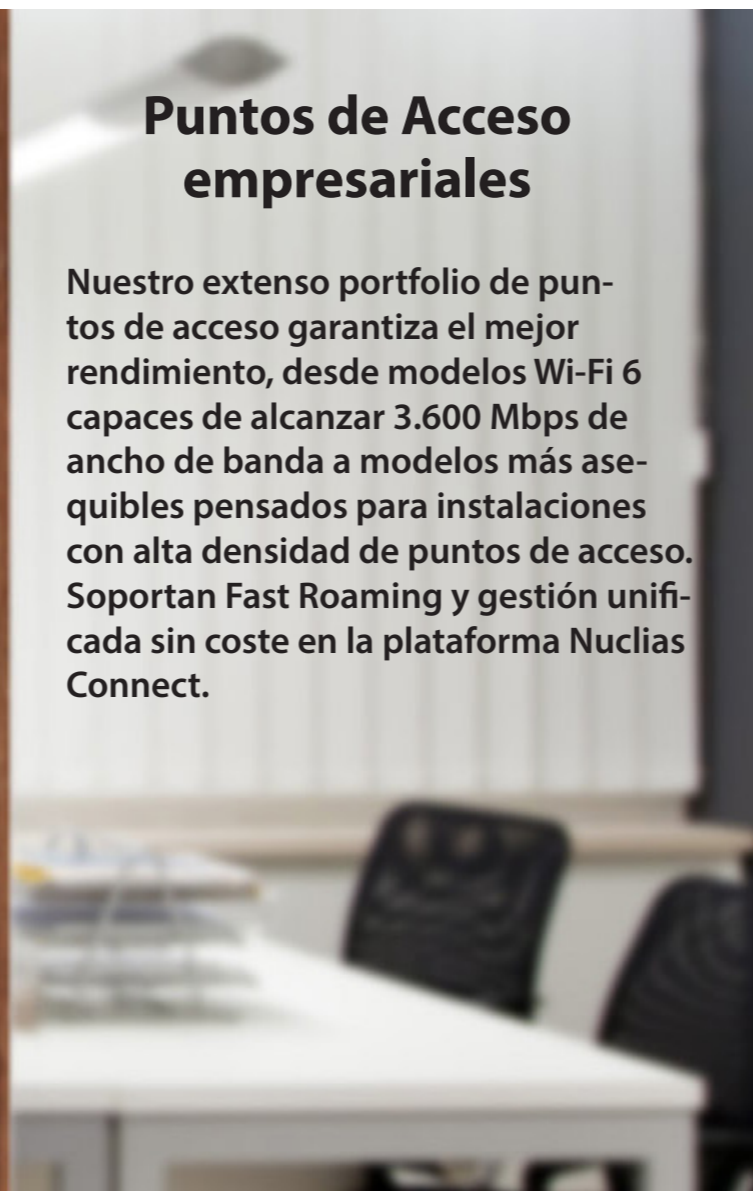 Puntos de Acceso
empresariales
Nuestro extenso portfolio de pun-
tos de acceso garantiza el mejor
rendimiento, desde modelos Wi-Fi 6
capaces de alcanzar 3.600 Mbps de
ancho de banda a modelos más ase-
quibles pensados para instalaciones
con alta densidad de puntos de acceso.
Soportan Fast Roaming y gestión unifi-
cada sin coste en la plataforma Nuclias
Connect.